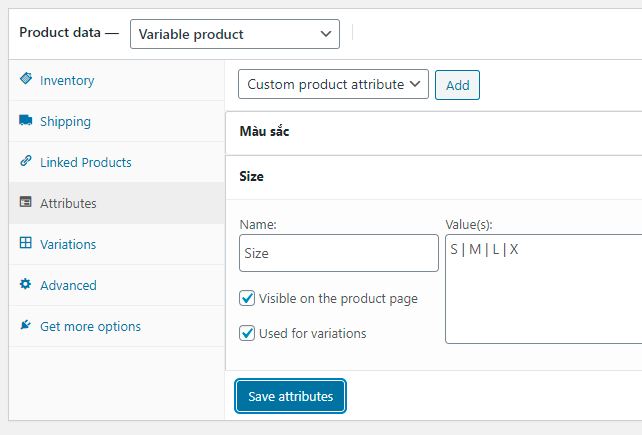 Product data — Variable product
Inventory
Shipping
Linked Products
Attributes
Variations
Advanced
Get more options
Custom product attribute Add
Màu sắc
Size
Name:
Size
Value(s):
S | M | L | X
Visible on the product page
Used for variations
Save attributes